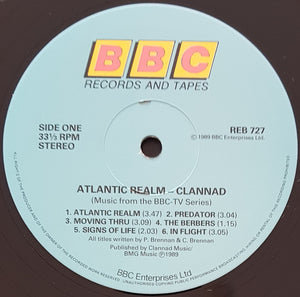 BBC
RECORDS AND TAPES
SIDE ONE
33⅓ RPM
STEREO
REB 727
℗ © 1989 BBC Enterprises Ltd.
ATLANTIC REALM – CLANNAD
(Music from the BBC-TV Series)
1. ATLANTIC REALM (3.47) 2. PREDATOR (3.04)
3. MOVING THRU (3.09) 4. THE BERBERS (1.10)
5. SIGNS OF LIFE (2.03) 6. IN FLIGHT (3.05)
All titles written by P. Brennan & C. Brennan
Published by Clannad Music/
BMG Music ℗1989
BBC Enterprises Ltd